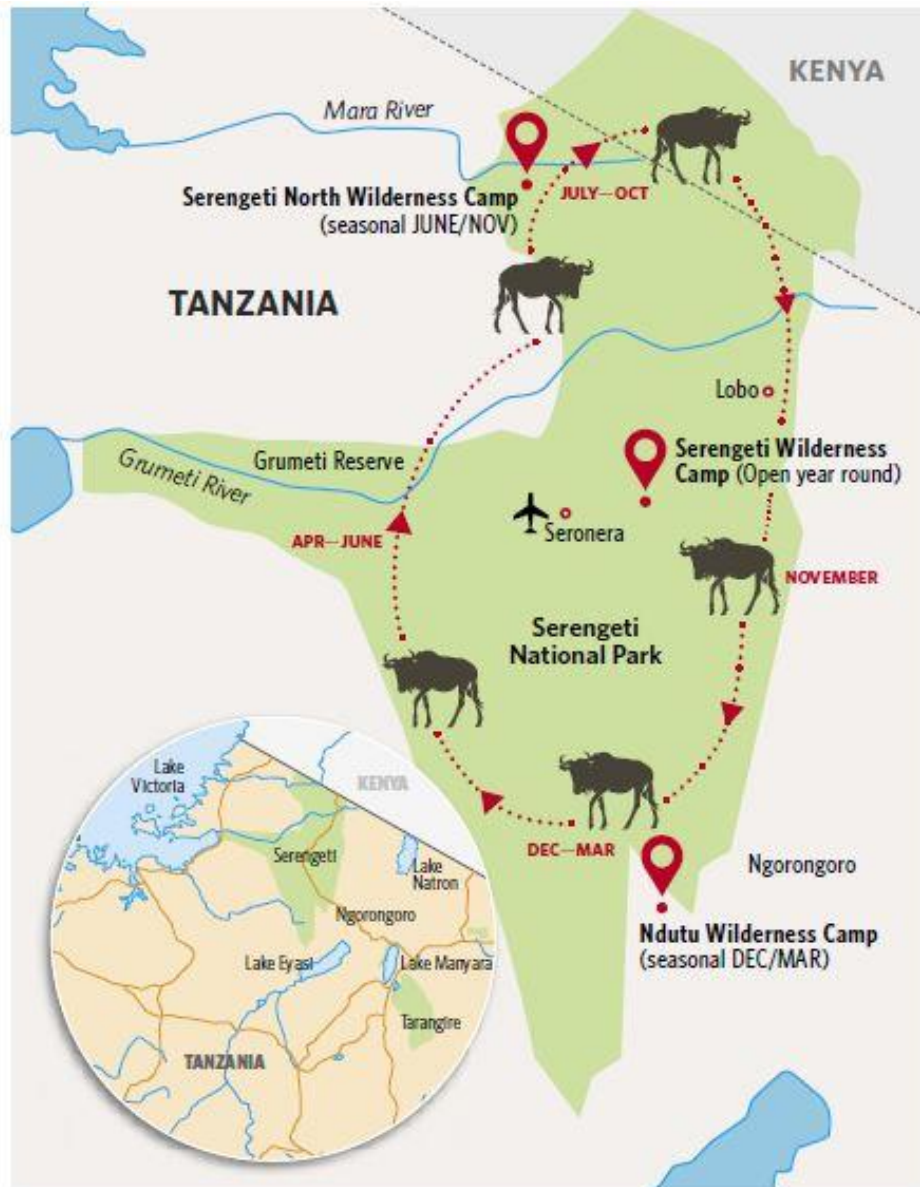 KENYA
Mara River
Serengeti North Wilderness Camp
(seasonal JUNE/NOV)
JULY—OCT
TANZANIA
Lobo
Grumeti Reserve
Grumeti River
Serengeti Wilderness
Camp (Open year round)
Seronera
APR—JUNE
NOVEMBER
Serengeti
National Park
DEC—MAR
Ngorongoro
Ndutu Wilderness Camp
(seasonal DEC/MAR)
Lake
Victoria
KENYA
Serengeti
Lake
Natron
Ngorongoro
Lake Eyasi
Lake Manyara
Tarangire
TANZANIA